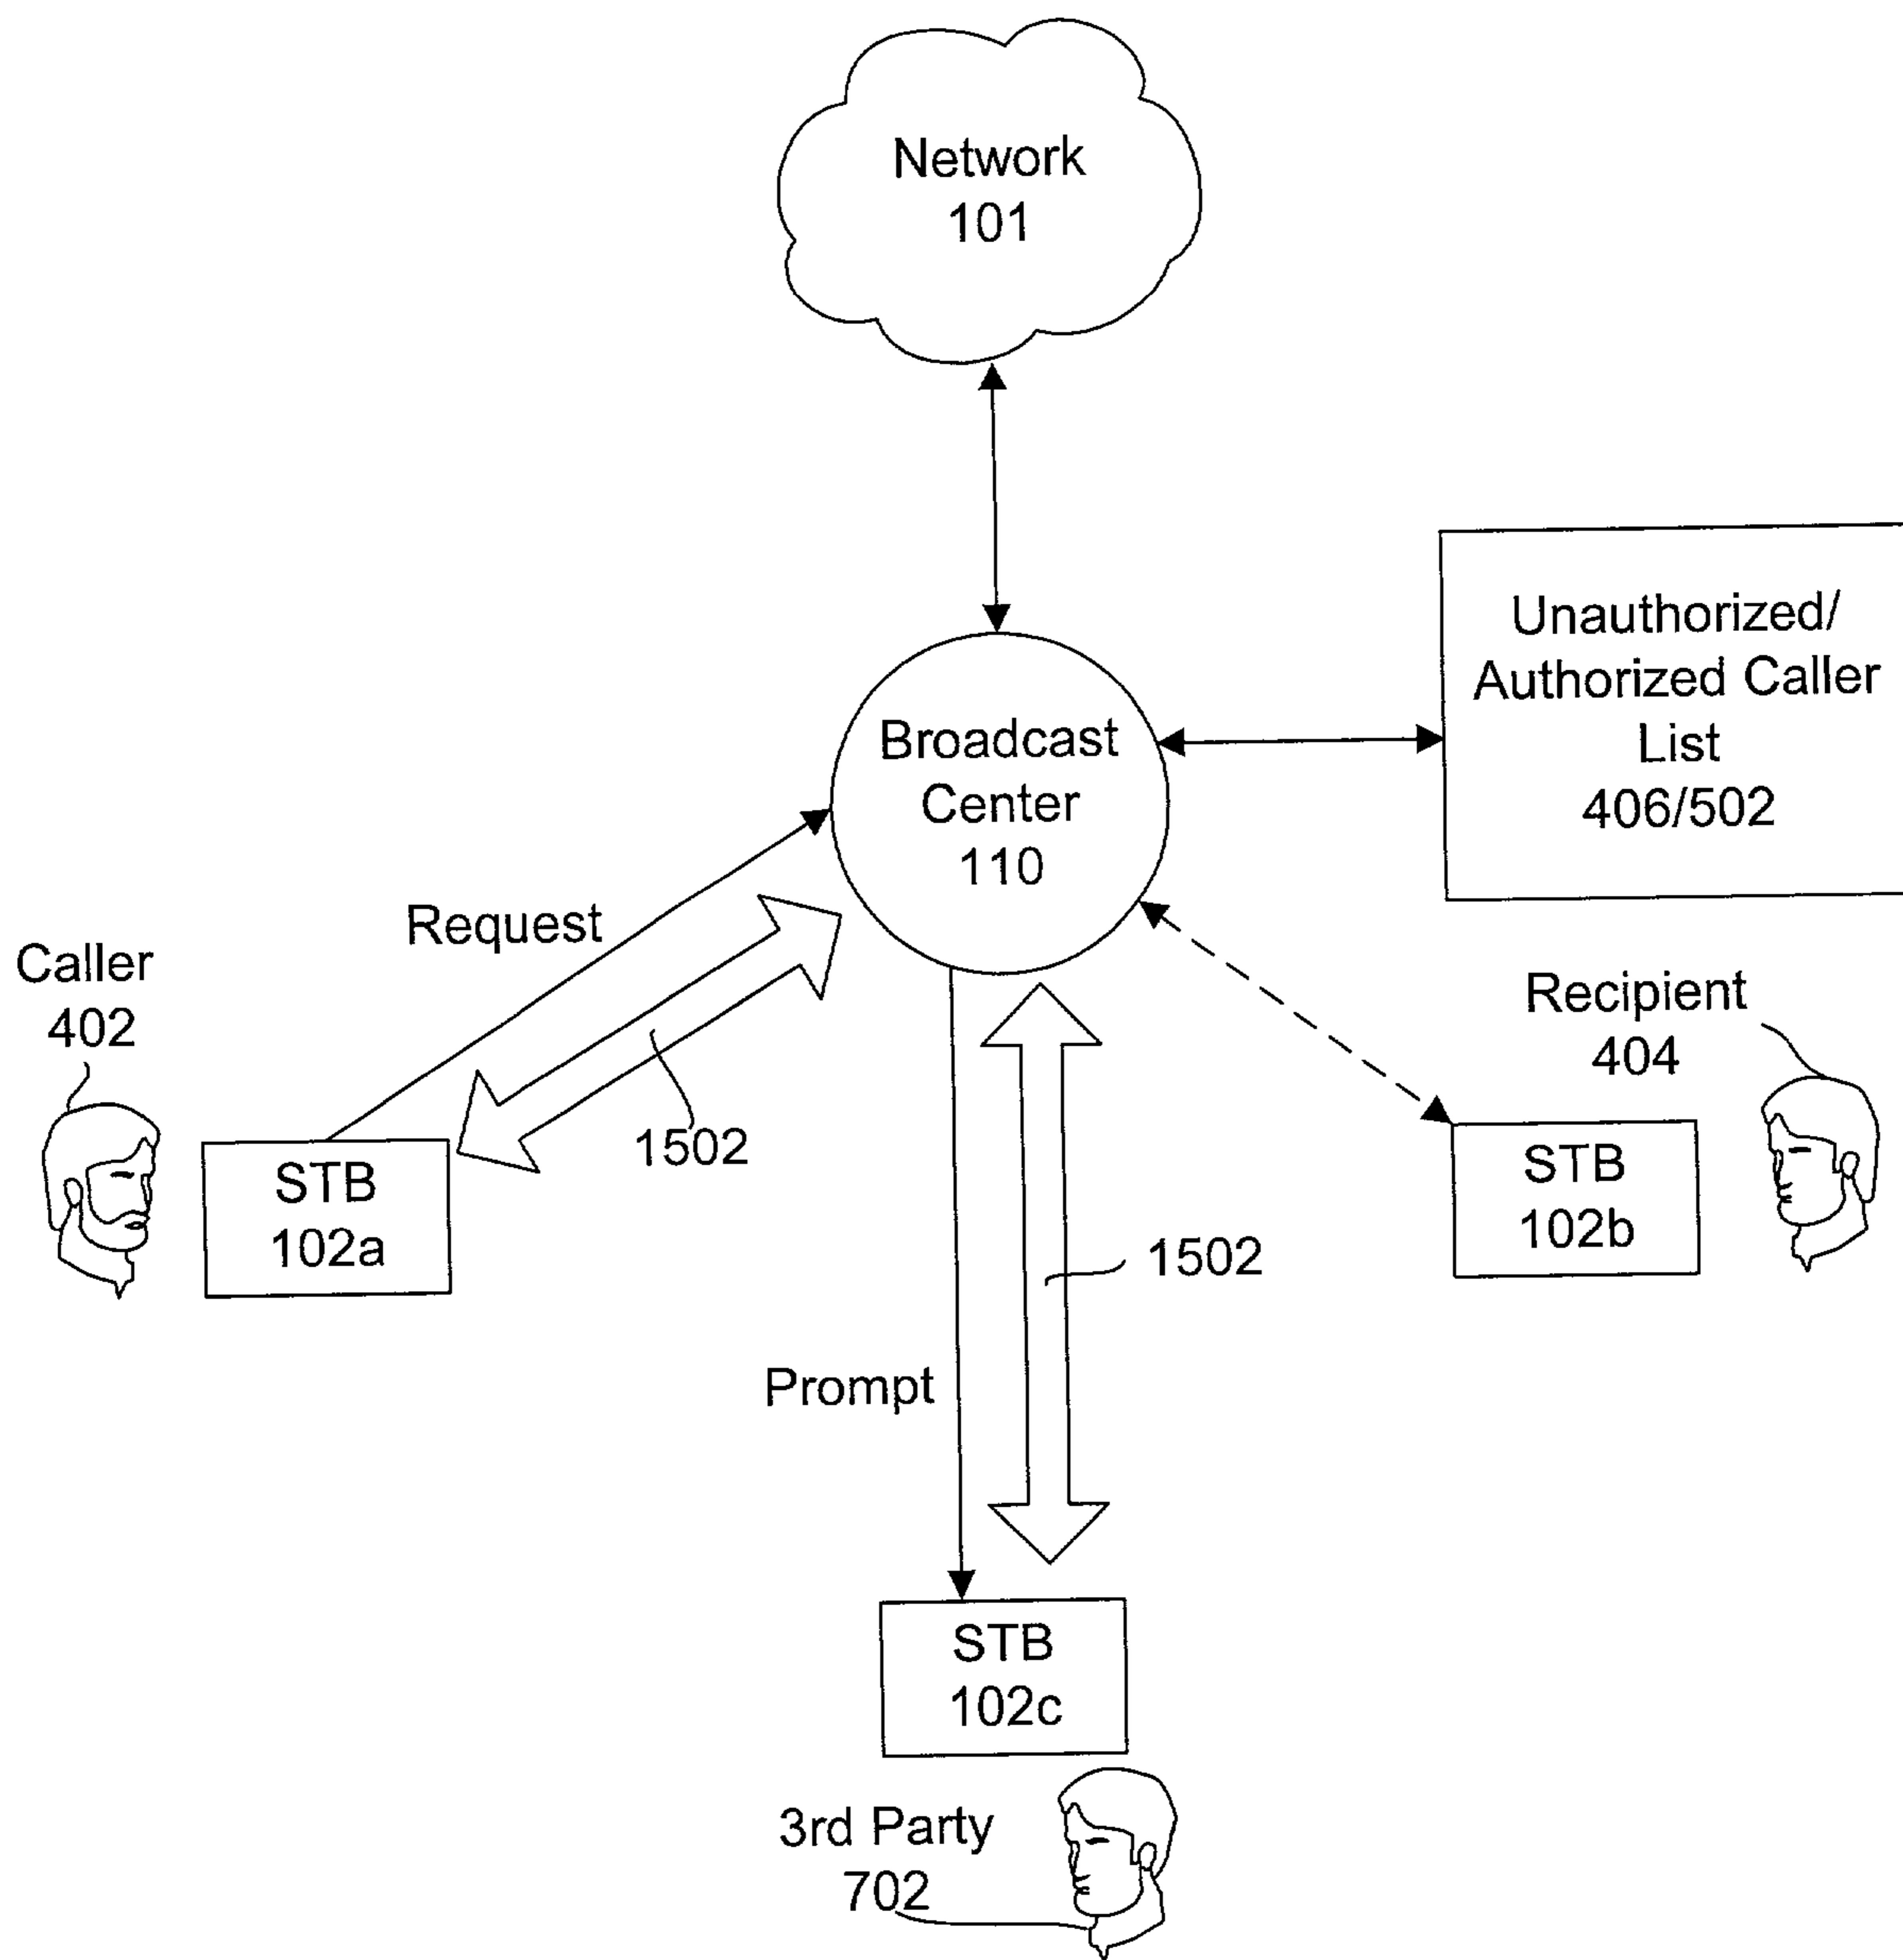 Network
101
Unauthorized/
Authorized Caller
List
406/502
Broadcast
Center
110
Request
Caller
402
Recipient
404
1502
STB
102a
STB
102b
1502
Prompt
STB
102c
3rd Party
702